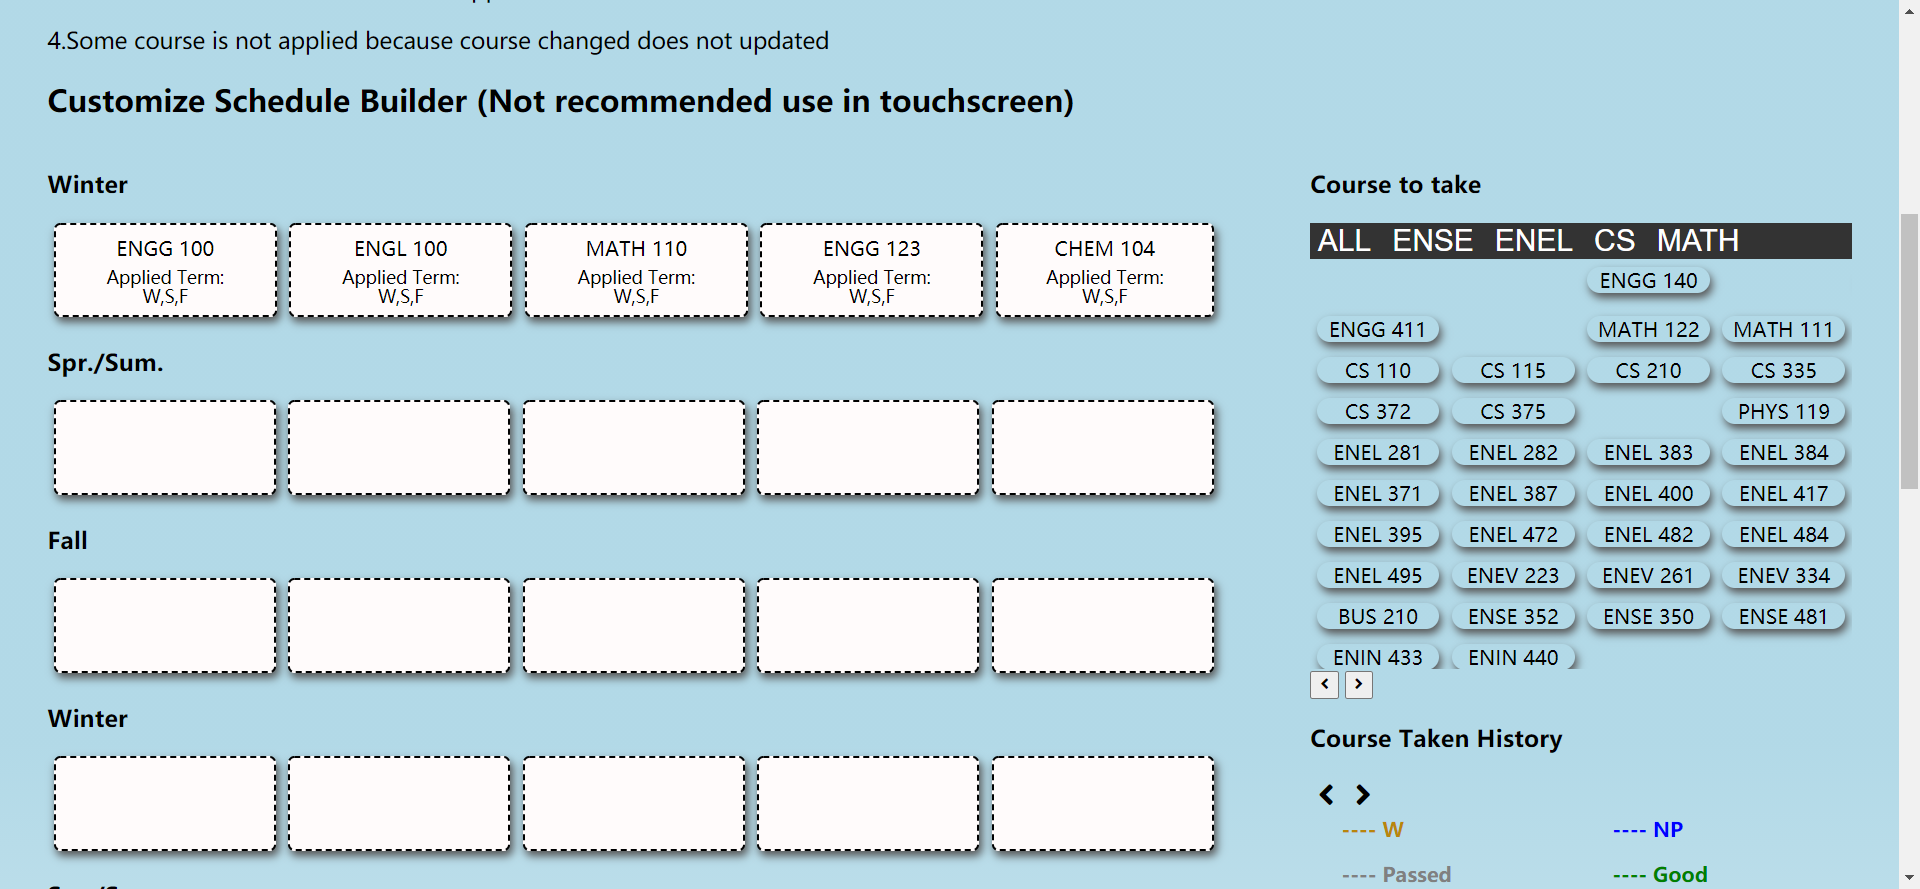 4.Some course is not applied because course changed does not updated
Customize Schedule Builder (Not recommended use in touchscreen)
Winter
ENGG 100
Applied Term:
W,S,F
ENGL 100
Applied Term:
W,S,F
MATH 110
Applied Term:
W,S,F
ENGG 123
Applied Term:
W,S,F
CHEM 104
Applied Term:
W,S,F
Spr./Sum.
Fall
Winter
Course to take
ALL ENSE ENEL CS MATH
ENGG 140
ENGG 411 MATH 122 MATH 111
CS 110 CS 115 CS 210 CS 335
CS 372 CS 375 PHYS 119
ENEL 281 ENEL 282 ENEL 383 ENEL 384
ENEL 371 ENEL 387 ENEL 400 ENEL 417
ENEL 395 ENEL 472 ENEL 482 ENEL 484
ENEL 495 ENEV 223 ENEV 261 ENEV 334
BUS 210 ENSE 352 ENSE 350 ENSE 481
ENIN 433 ENIN 440
Course Taken History
---- W ---- NP
---- Passed ---- Good